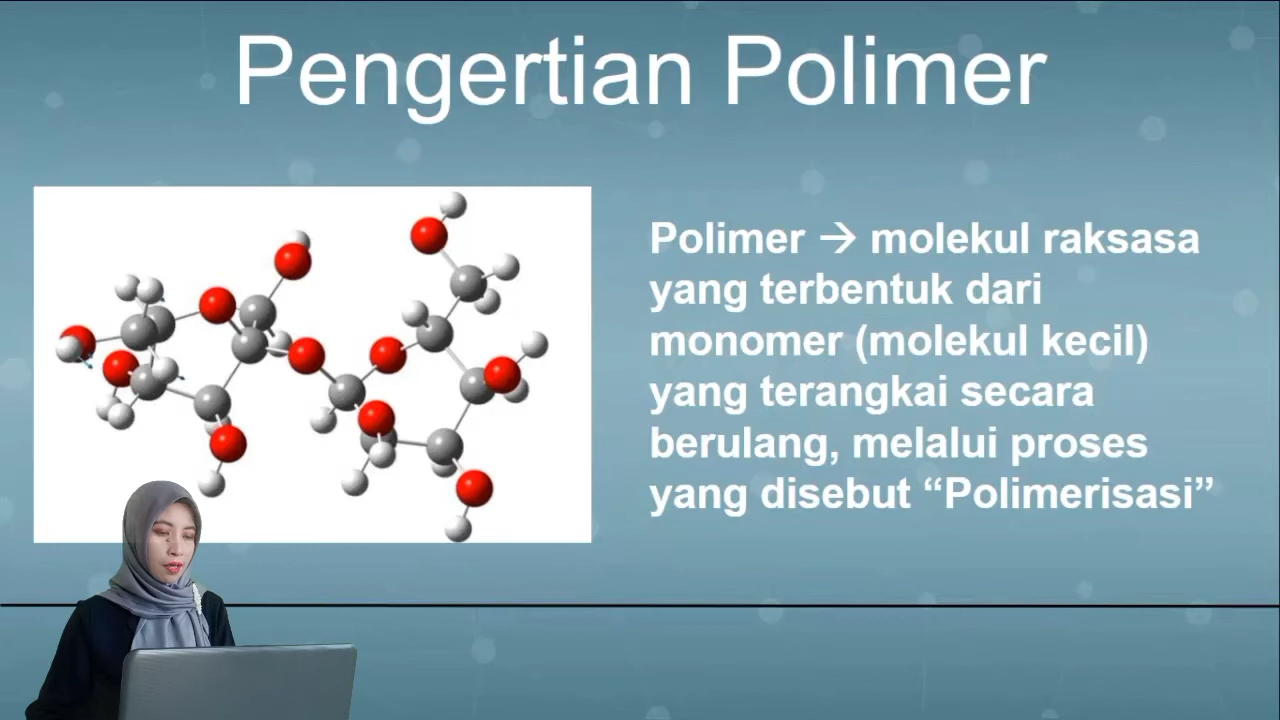 Pengertian Polimer
Polimer → molekul raksasa
yang terbentuk dari
monomer (molekul kecil)
yang terangkai secara
berulang, melalui proses
yang disebut “Polimerisasi”